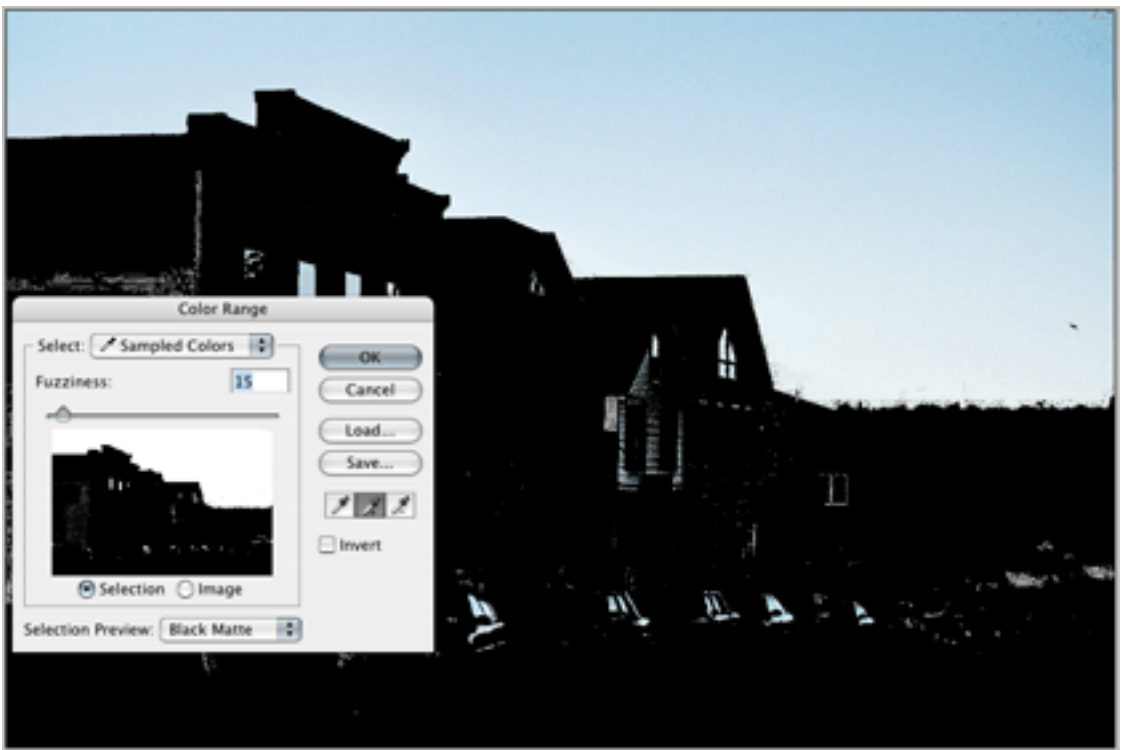 Color Range
Select: Sampled Colors
Fuzziness: 15
OK
Cancel
Load...
Save...
Invert
Selection Image
Selection Preview: Black Matte